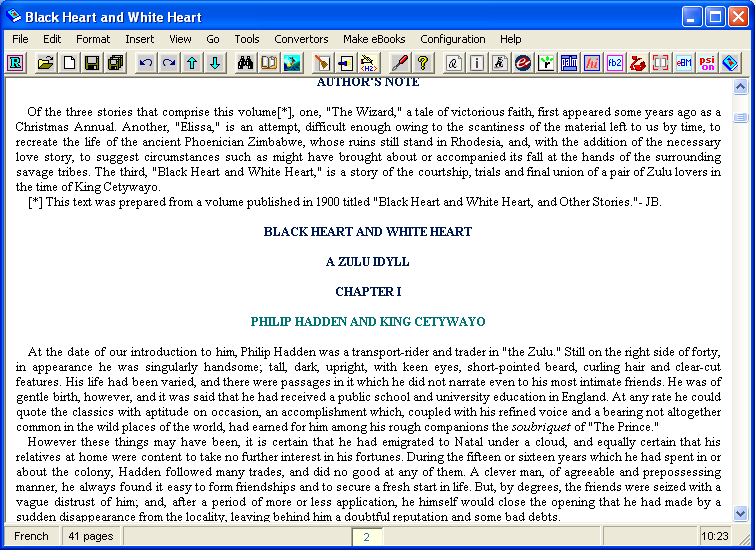 Black Heart and White Heart
File Edit Format Insert View Go Tools Convertors Make eBooks Configuration Help
R <H2> ? a i e hi fb2 eBM psion
AUTHOR'S NOTE
Of the three stories that comprise this volume[*], one, "The Wizard," a tale of victorious faith, first appeared some years ago as a
Christmas Annual. Another, "Elissa," is an attempt, difficult enough owing to the scantiness of the material left to us by time, to
recreate the life of the ancient Phoenician Zimbabwe, whose ruins still stand in Rhodesia, and, with the addition of the necessary
love story, to suggest circumstances such as might have brought about or accompanied its fall at the hands of the surrounding
savage tribes. The third, "Black Heart and White Heart," is a story of the courtship, trials and final union of a pair of Zulu lovers in
the time of King Cetywayo.
[*] This text was prepared from a volume published in 1900 titled "Black Heart and White Heart, and Other Stories."- JB.
BLACK HEART AND WHITE HEART
A ZULU IDYLL
CHAPTER I
PHILIP HADDEN AND KING CETYWAYO
At the date of our introduction to him, Philip Hadden was a transport-rider and trader in "the Zulu." Still on the right side of forty,
in appearance he was singularly handsome; tall, dark, upright, with keen eyes, short-pointed beard, curling hair and clear-cut
features. His life had been varied, and there were passages in it which he did not narrate even to his most intimate friends. He was of
gentle birth, however, and it was said that he had received a public school and university education in England. At any rate he could
quote the classics with aptitude on occasion, an accomplishment which, coupled with his refined voice and a bearing not altogether
common in the wild places of the world, had earned for him among his rough companions the soubriquet of "The Prince."
However these things may have been, it is certain that he had emigrated to Natal under a cloud, and equally certain that his
relatives at home were content to take no further interest in his fortunes. During the fifteen or sixteen years which he had spent in or
about the colony, Hadden followed many trades, and did no good at any of them. A clever man, of agreeable and prepossessing
manner, he always found it easy to form friendships and to secure a fresh start in life. But, by degrees, the friends were seized with a
vague distrust of him; and, after a period of more or less application, he himself would close the opening that he had made by a
sudden disappearance from the locality, leaving behind him a doubtful reputation and some bad debts.
French 41 pages 2 10:23